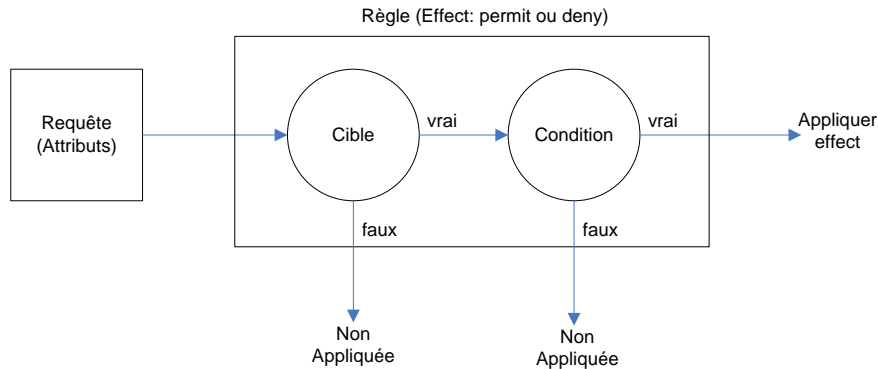 Règle (Effect: permit ou deny)
Requête
(Attributs)
Cible
vrai
Condition
vrai
Appliquer
effect
faux
faux
Non
Appliquée
Non
Appliquée